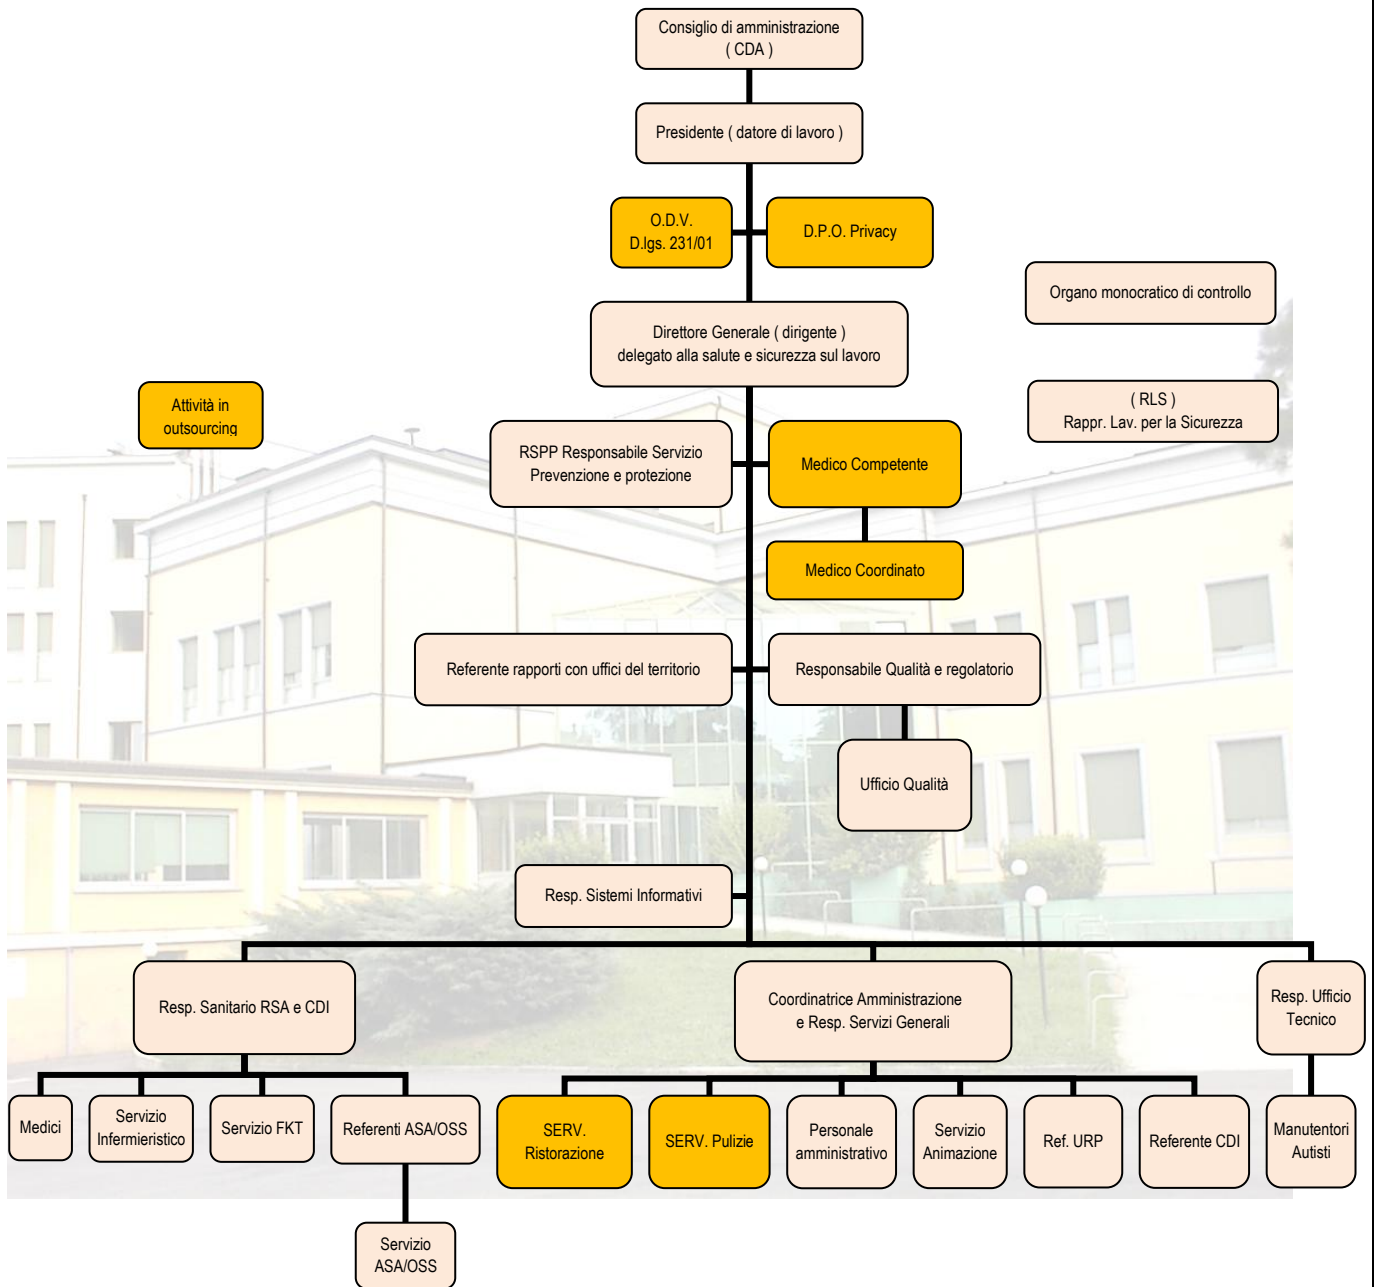 Consiglio di amministrazione
( CDA )
Presidente ( datore di lavoro )
O.D.V.
D.lgs. 231/01
D.P.O. Privacy
Organo monocratico di controllo
Direttore Generale ( dirigente )
delegato alla salute e sicurezza sul lavoro
Attività in
outsourcing
( RLS )
Rappr. Lav. per la Sicurezza
RSPP Responsabile Servizio
Prevenzione e protezione
Medico Competente
Medico Coordinato
Referente rapporti con uffici del territorio
Responsabile Qualità e regolatorio
Ufficio Qualità
Resp. Sistemi Informativi
Resp. Sanitario RSA e CDI
Coordinatrice Amministrazione
e Resp. Servizi Generali
Resp. Ufficio
Tecnico
Medici
Servizio
Infermieristico
Servizio FKT
Referenti ASA/OSS
SERV.
Ristorazione
SERV. Pulizie
Personale
amministrativo
Servizio
Animazione
Ref. URP
Referente CDI
Manutentori
Autisti
Servizio
ASA/OSS